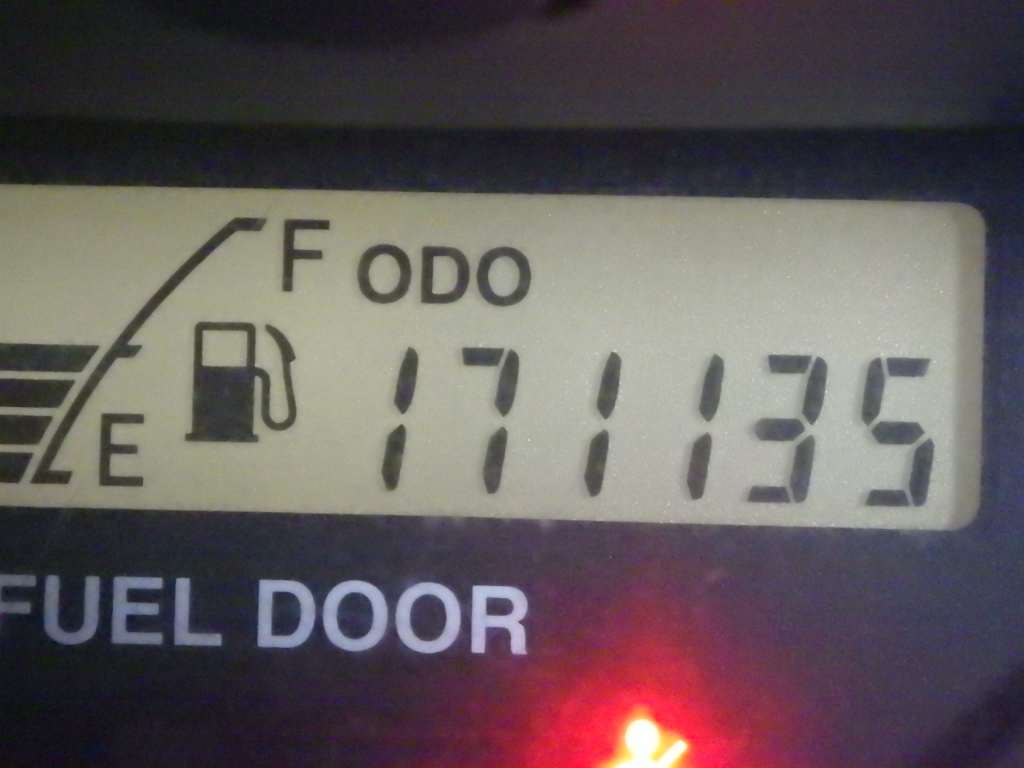 F ODO
171135
E
FUEL DOOR